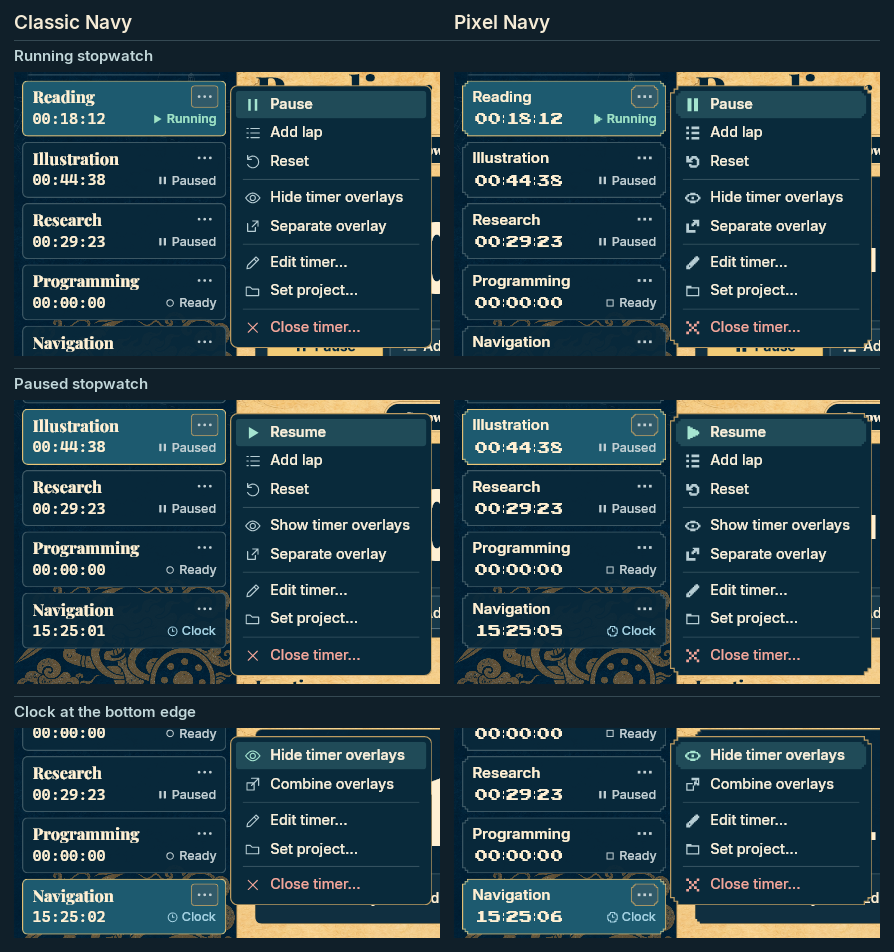 Classic Navy
Pixel Navy
Running stopwatch
Reading
00:18:12 Running
Illustration
00:44:38 Paused
Research
00:29:23 Paused
Programming
00:00:00 Ready
Navigation
Pause
Add lap
Reset
Hide timer overlays
Separate overlay
Edit timer...
Set project...
Close timer...
Pause
Reading
00:18:12 Running
Illustration
00:44:38 Paused
Research
00:29:23 Paused
Programming
00:00:00 Ready
Navigation
Pause
Add lap
Reset
Hide timer overlays
Separate overlay
Edit timer...
Set project...
Close timer...
Pause
Paused stopwatch
Illustration
00:44:38 Paused
Research
00:29:23 Paused
Programming
00:00:00 Ready
Navigation
15:25:01 Clock
Resume
Add lap
Reset
Show timer overlays
Separate overlay
Edit timer...
Set project...
Close timer...
Illustration
00:44:38 Paused
Research
00:29:23 Paused
Programming
00:00:00 Ready
Navigation
15:25:05 Clock
Resume
Add lap
Reset
Show timer overlays
Separate overlay
Edit timer...
Set project...
Close timer...
Clock at the bottom edge
00:00:00 Ready
Research
00:29:23 Paused
Programming
00:00:00 Ready
Navigation
15:25:02 Clock
Hide timer overlays
Combine overlays
Edit timer...
Set project...
Close timer...
00:00:00 Ready
Research
00:29:23 Paused
Programming
00:00:00 Ready
Navigation
15:25:06 Clock
Hide timer overlays
Combine overlays
Edit timer...
Set project...
Close timer...